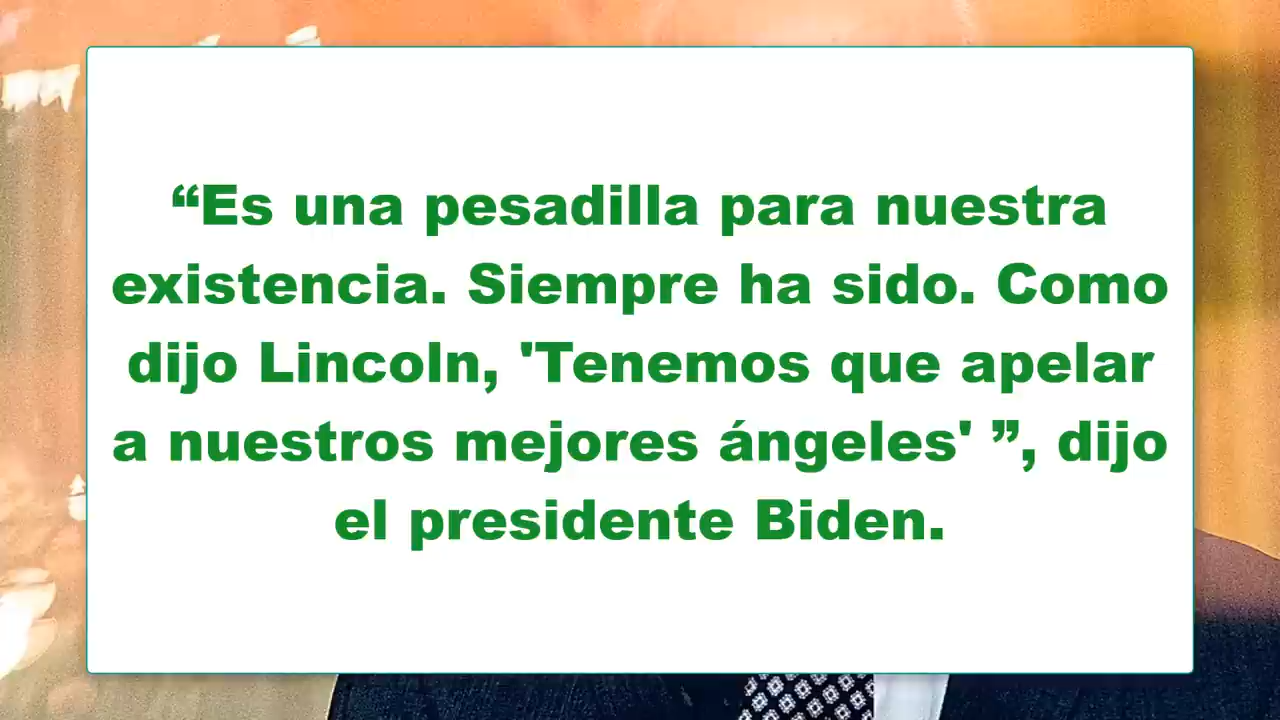 “Es una pesadilla para nuestra
existencia. Siempre ha sido. Como
dijo Lincoln, 'Tenemos que apelar
a nuestros mejores ángeles' ”, dijo
el presidente Biden.